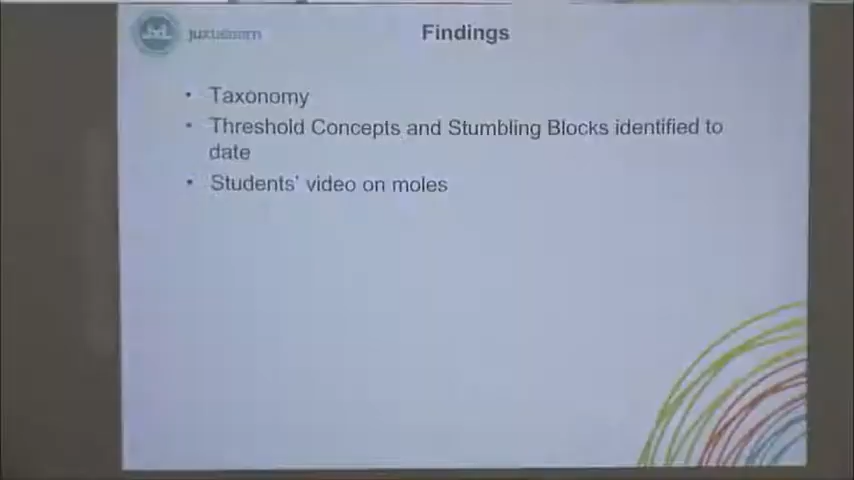 juxtalearn
Findings
• Taxonomy
• Threshold Concepts and Stumbling Blocks identified to
date
• Students' video on moles